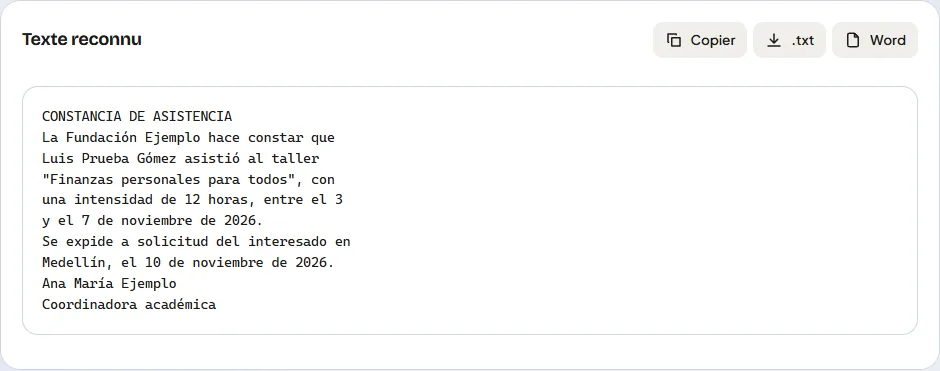 Texte reconnu
Copier
.txt
Word
CONSTANCIA DE ASISTENCIA
La Fundación Ejemplo hace constar que
Luis Prueba Gómez asistió al taller
"Finanzas personales para todos", con
una intensidad de 12 horas, entre el 3
y el 7 de noviembre de 2026.
Se expide a solicitud del interesado en
Medellín, el 10 de noviembre de 2026.
Ana María Ejemplo
Coordinadora académica